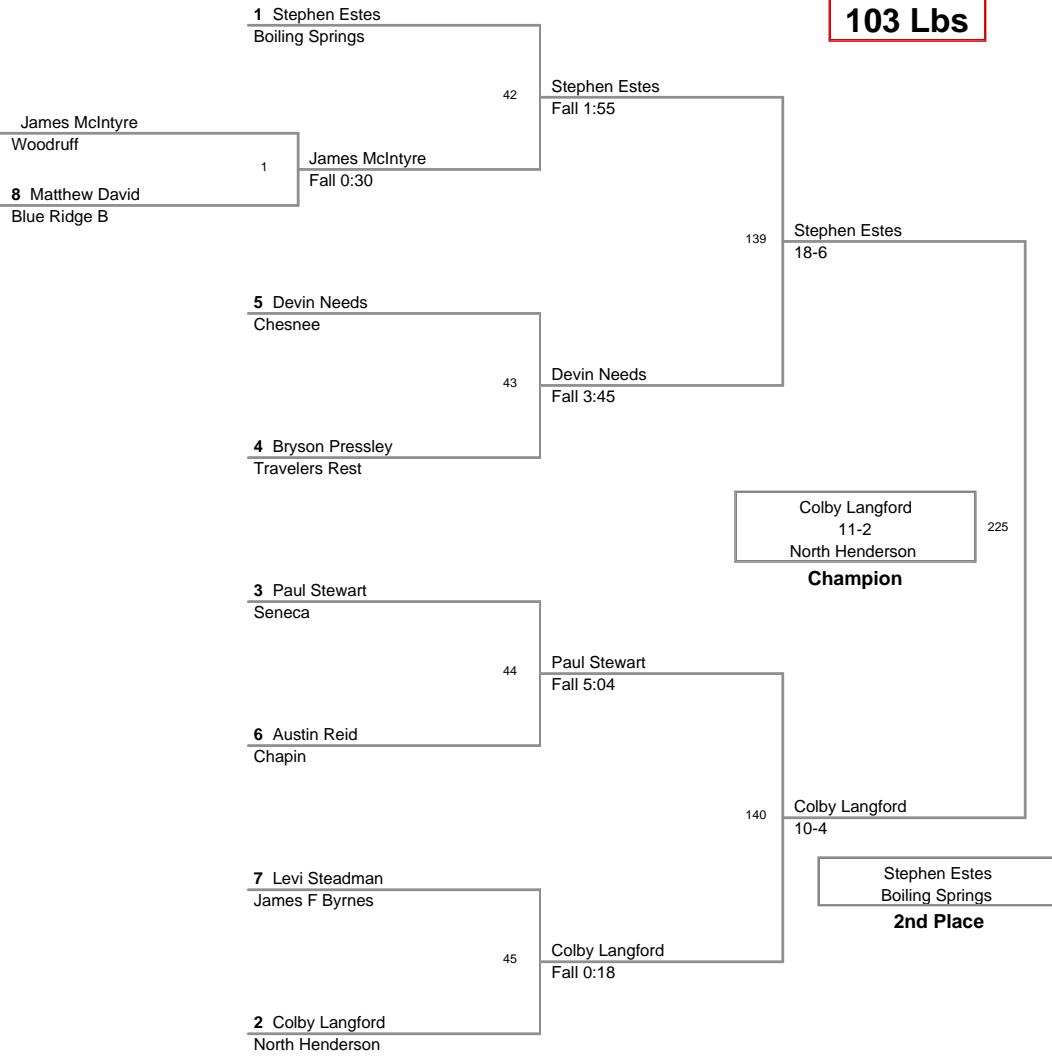 103 Lbs
1 Stephen Estes
Boiling Springs
42
Stephen Estes
Fall 1:55
James McIntyre
Woodruff
1
James McIntyre
Fall 0:30
8 Matthew David
Blue Ridge B
139
Stephen Estes
18-6
5 Devin Needs
Chesnee
43
Devin Needs
Fall 3:45
4 Bryson Pressley
Travelers Rest
Colby Langford
11-2
North Henderson
225
Champion
3 Paul Stewart
Seneca
44
Paul Stewart
Fall 5:04
6 Austin Reid
Chapin
140
Colby Langford
10-4
7 Levi Steadman
James F Byrnes
Stephen Estes
Boiling Springs
2nd Place
45
Colby Langford
Fall 0:18
2 Colby Langford
North Henderson